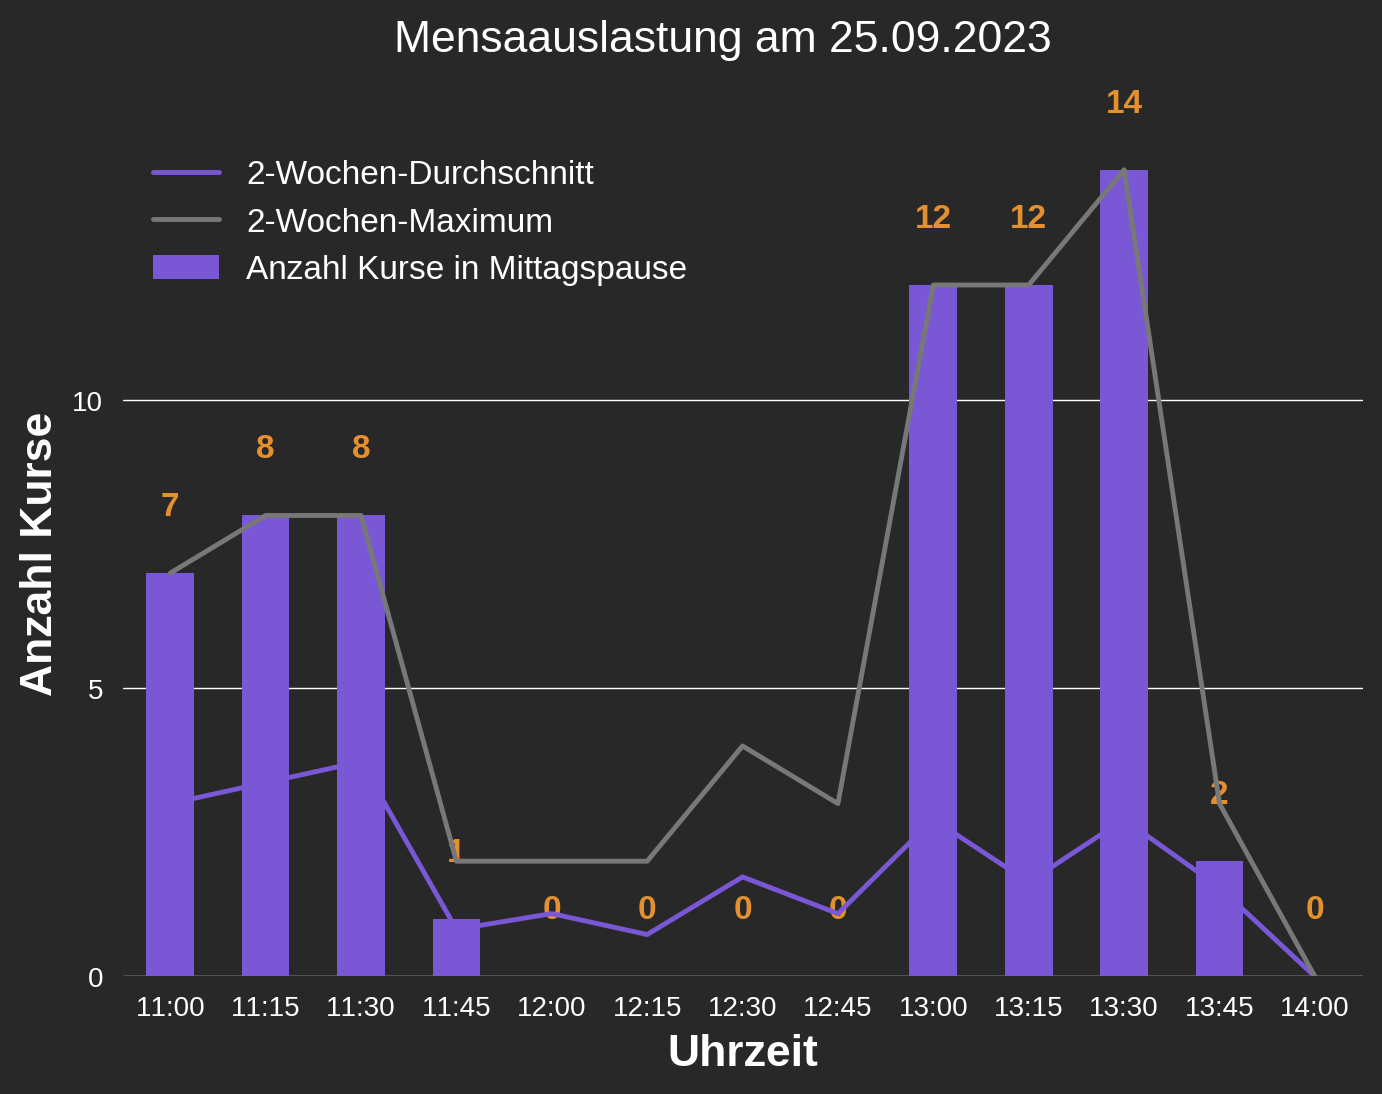 Mensaauslastung am 25.09.2023
2-Wochen-Durchschnitt
2-Wochen-Maximum
Anzahl Kurse in Mittagspause
14
12 12
10
8 8
7
5
2
1
0 0 0 0 0
0
11:00 11:15 11:30 11:45 12:00 12:15 12:30 12:45 13:00 13:15 13:30 13:45 14:00
Anzahl Kurse
Uhrzeit